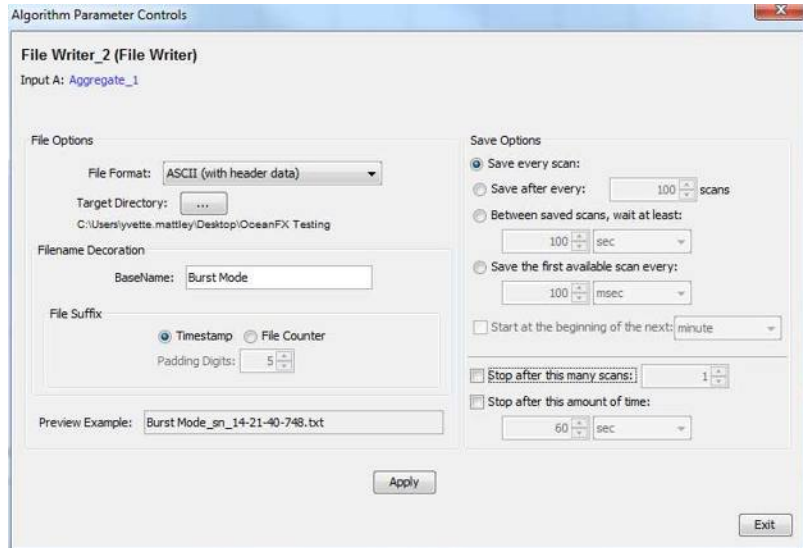 Algorithm Parameter Controls
File Writer_2 (File Writer)
Input A: Aggregate_1
File Options
File Format: ASCII (with header data)
Target Directory: ...
C:\Users\yvette.mattley\Desktop\OceanFX Testing
Filename Decoration
BaseName: Burst Mode
File Suffix
Timestamp File Counter
Padding Digits: 5
Preview Example: Burst Mode_sn_14-21-40-748.txt
Save Options
Save every scan:
Save after every: 100 scans
Between saved scans, wait at least:
100 sec
Save the first available scan every:
100 msec
Start at the beginning of the next: minute
Stop after this many scans: 1
Stop after this amount of time:
60 sec
Apply
Exit